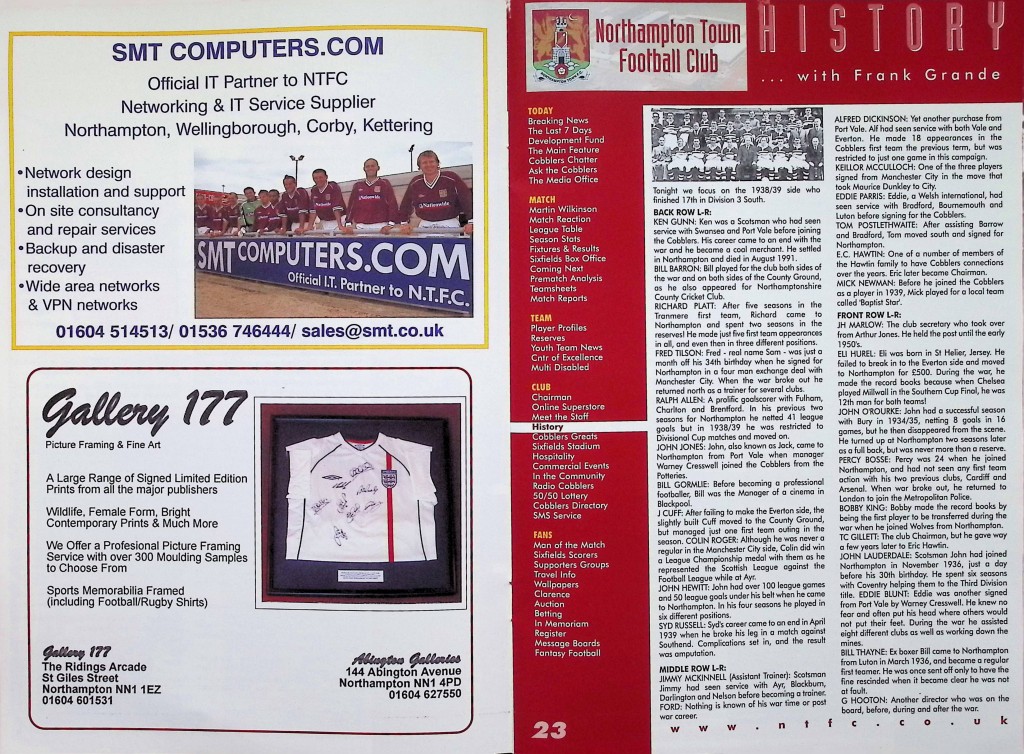 SMT COMPUTERS.COM
Official IT Partner to NTFC
Networking & IT Service Supplier
Northampton, Wellingborough, Corby, Kettering
•Network design
installation and support
•On site consultancy
and repair services
•Backup and disaster
recovery
•Wide area networks
& VPN networks
Nationwide
Nationwide
SMT COMPUTERS.COM
Official I.T. Partner to N.T.F.C.
01604 514513/ 01536 746444/ sales@smt.co.uk
Gallery 177
Picture Framing & Fine Art
A Large Range of Signed Limited Edition
Prints from all the major publishers
Wildlife, Female Form, Bright
Contemporary Prints & Much More
We Offer a Profesional Picture Framing
Service with over 300 Moulding Samples
to Choose From
Sports Memorabilia Framed
(including Football/Rugby Shirts)
Gallery 177
The Ridings Arcade
St Giles Street
Northampton NN1 1EZ
01604 601531
Abington Galleries
144 Abington Avenue
Northampton NN1 4PD
01604 627550
Northampton Town
Football Club
HISTORY
... with Frank Grande
TODAY
Breaking News
The Last 7 Days
Development Fund
The Main Feature
Cobblers Chatter
Ask the Cobblers
The Media Office
MATCH
Martin Wilkinson
Match Reaction
League Table
Season Stats
Fixtures & Results
Sixfields Box Office
Coming Next
Prematch Analysis
Teamsheets
Match Reports
TEAM
Player Profiles
Reserves
Youth Team News
Cntr of Excellence
Multi Disabled
CLUB
Chairman
Online Superstore
Meet the Staff
History
Cobblers Greats
Sixfields Stadium
Hospitality
Commercial Events
In the Community
Radio Cobblers
50/50 Lottery
Cobblers Directory
SMS Service
FANS
Man of the Match
Sixfields Scorers
Supporters Groups
Travel Info
Wallpapers
Clarence
Auction
Betting
In Memoriam
Register
Message Boards
Fantasy Football
23
Tonight we focus on the 1938/39 side who
finished 17th in Division 3 South.
BACK ROW L-R:
KEN GUNN: Ken was a Scotsman who had seen
service with Swansea and Port Vale before joining
the Cobblers. His career came to an end with the
war and he became a coal merchant. He settled
in Northampton and died in August 1991.
BILL BARRON: Bill played for the club both sides
of the war and on both sides of the County Ground,
as he also appeared for Northamptonshire
County Cricket Club.
RICHARD PLATT: After five seasons in the
Tranmere first team, Richard came to
Northampton and spent two seasons in the
reserves! He made just five first team appearances
in all, and even then in three different positions.
FRED TILSON: Fred - real name Sam - was just a
month off his 34th birthday when he signed for
Northampton in a four man exchange deal with
Manchester City. When the war broke out he
returned north as a trainer for several clubs.
RALPH ALLEN: A prolific goalscorer with Fulham,
Charlton and Brentford. In his previous two
seasons for Northampton he netted 41 league
goals but in 1938/39 he was restricted to
Divisional Cup matches and moved on.
JOHN JONES: John, also known as Jack, came to
Northampton from Port Vale when manager
Warney Cresswell joined the Cobblers from the
Potteries.
BILL GORMLIE: Before becoming a professional
footballer, Bill was the Manager of a cinema in
Blackpool.
J CUFF: After failing to make the Everton side, the
slightly built Cuff moved to the County Ground,
but managed just one first team outing in the
season. COLIN ROGER: Although he was never a
regular in the Manchester City side, Colin did win
a League Championship medal with them as he
represented the Scottish League against the
Football League while at Ayr.
JOHN HEWITT: John had over 100 league games
and 50 league goals under his belt when he came
to Northampton. In his four seasons he played in
six different positions.
SYD RUSSELL: Syd's career came to an end in April
1939 when he broke his leg in a match against
Southend. Complications set in, and the result
was amputation.
MIDDLE ROW L-R:
JIMMY MCKINNELL (Assistant Trainer): Scotsman
Jimmy had seen service with Ayr, Blackburn,
Darlington and Nelson before becoming a trainer.
FORD: Nothing is known of his war time or post
war career.
ALFRED DICKINSON: Yet another purchase from
Port Vale. Alf had seen service with both Vale and
Everton. He made 18 appearances in the
Cobblers first team the previous term, but was
restricted to just one game in this campaign.
KEILLOR MCCULLOCH: One of the three players
signed from Manchester City in the move that
took Maurice Dunkley to City.
EDDIE PARRIS: Eddie, a Welsh international, had
seen service with Bradford, Bournemouth and
Luton before signing for the Cobblers.
TOM POSTLETHWAITE: After assisting Barrow
and Bradford, Tom moved south and signed for
Northampton.
E.C. HAWTIN: One of a number of members of
the Hawtin family to have Cobblers connections
over the years. Eric later became Chairman.
MICK NEWMAN: Before he joined the Cobblers
as a player in 1939, Mick played for a local team
called 'Baptist Star'.
FRONT ROW L-R:
JH MARLOW: The club secretary who took over
from Arthur Jones. He held the post until the early
1950's.
ELI HUREL: Eli was born in St Helier, Jersey. He
failed to break in to the Everton side and moved
to Northampton for £500. During the war, he
made the record books because when Chelsea
played Millwall in the Southern Cup Final, he was
12th man for both teams!
JOHN O'ROURKE: John had a successful season
with Bury in 1934/35, netting 8 goals in 16
games, but he then disappeared from the scene.
He turned up at Northampton two seasons later
as a full back, but was never more than a reserve.
PERCY BOSSE: Percy was 24 when he joined
Northampton, and had not seen any first team
action with his two previous clubs, Cardiff and
Arsenal. When war broke out, he returned to
London to join the Metropolitan Police.
BOBBY KING: Bobby made the record books by
being the first player to be transferred during the
war when he joined Wolves from Northampton.
TC GILLETT: The club Chairman, but he gave way
a few years later to Eric Hawtin.
JOHN LAUDERDALE: Scotsman John had joined
Northampton in November 1936, just a day
before his 30th birthday. He spent six seasons
with Coventry helping them to the Third Division
title. EDDIE BLUNT: Eddie was another signed
from Port Vale by Warney Cresswell. He knew no
fear and often put his head where others would
not put their feet. During the war he assisted
eight different clubs as well as working down the
mines.
BILL THAYNE: Ex boxer Bill came to Northampton
from Luton in March 1936, and became a regular
first teamer. He was once sent off only to have the
fine rescinded when it became clear he was not
at fault.
G HOOTON: Another director who was on the
board, before, during and after the war.
www.ntfc.co.uk